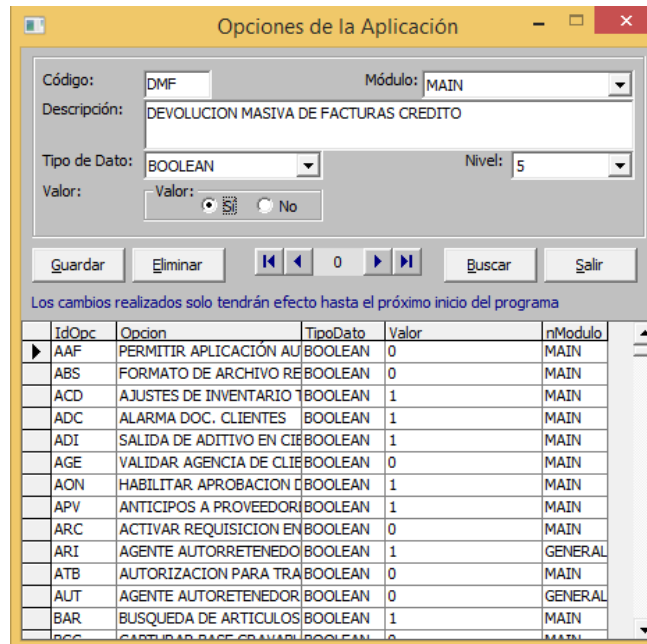 Opciones de la Aplicación
Código: DMF Módulo: MAIN
Descripción: DEVOLUCION MASIVA DE FACTURAS CREDITO
Tipo de Dato: BOOLEAN Nivel: 5
Valor: Valor: Sí No
Guardar Eliminar 0 Buscar Salir
Los cambios realizados solo tendrán efecto hasta el próximo inicio del programa
IdOpc Opcion TipoDato Valor nModulo
AAF PERMITIR APLICACIÓN AU BOOLEAN 0 MAIN
ABS FORMATO DE ARCHIVO RE BOOLEAN 0 MAIN
ACD AJUSTES DE INVENTARIO T BOOLEAN 1 MAIN
ADC ALARMA DOC. CLIENTES BOOLEAN 1 MAIN
ADI SALIDA DE ADITIVO EN CIE BOOLEAN 1 MAIN
AGE VALIDAR AGENCIA DE CLIE BOOLEAN 0 MAIN
AON HABILITAR APROBACION D BOOLEAN 1 MAIN
APV ANTICIPOS A PROVEEDORE BOOLEAN 1 MAIN
ARC ACTIVAR REQUISICION EN BOOLEAN 0 MAIN
ARI AGENTE AUTORRETENEDO BOOLEAN 1 GENERAL
ATB AUTORIZACION PARA TRA BOOLEAN 0 MAIN
AUT AGENTE AUTORETENEDOR BOOLEAN 0 GENERAL
BAR BUSQUEDA DE ARTICULOS BOOLEAN 1 MAIN
CAPTURAR BASE GRAVABL BOOLEAN 0 MAIN